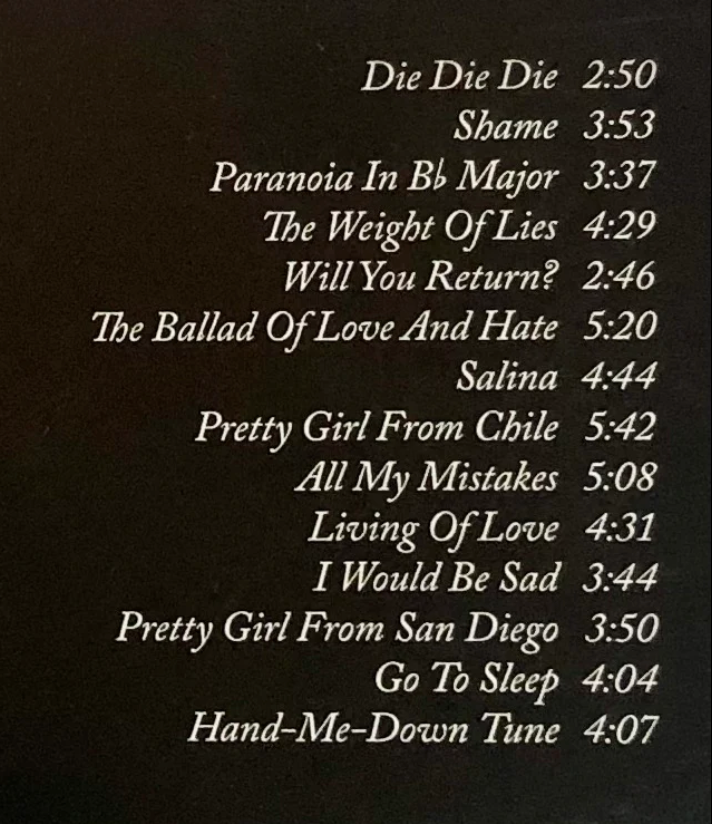 Die Die Die 2:50
Shame 3:53
Paranoia In B♭ Major 3:37
The Weight Of Lies 4:29
Will You Return? 2:46
The Ballad Of Love And Hate 5:20
Salina 4:44
Pretty Girl From Chile 5:42
All My Mistakes 5:08
Living Of Love 4:31
I Would Be Sad 3:44
Pretty Girl From San Diego 3:50
Go To Sleep 4:04
Hand-Me-Down Tune 4:07